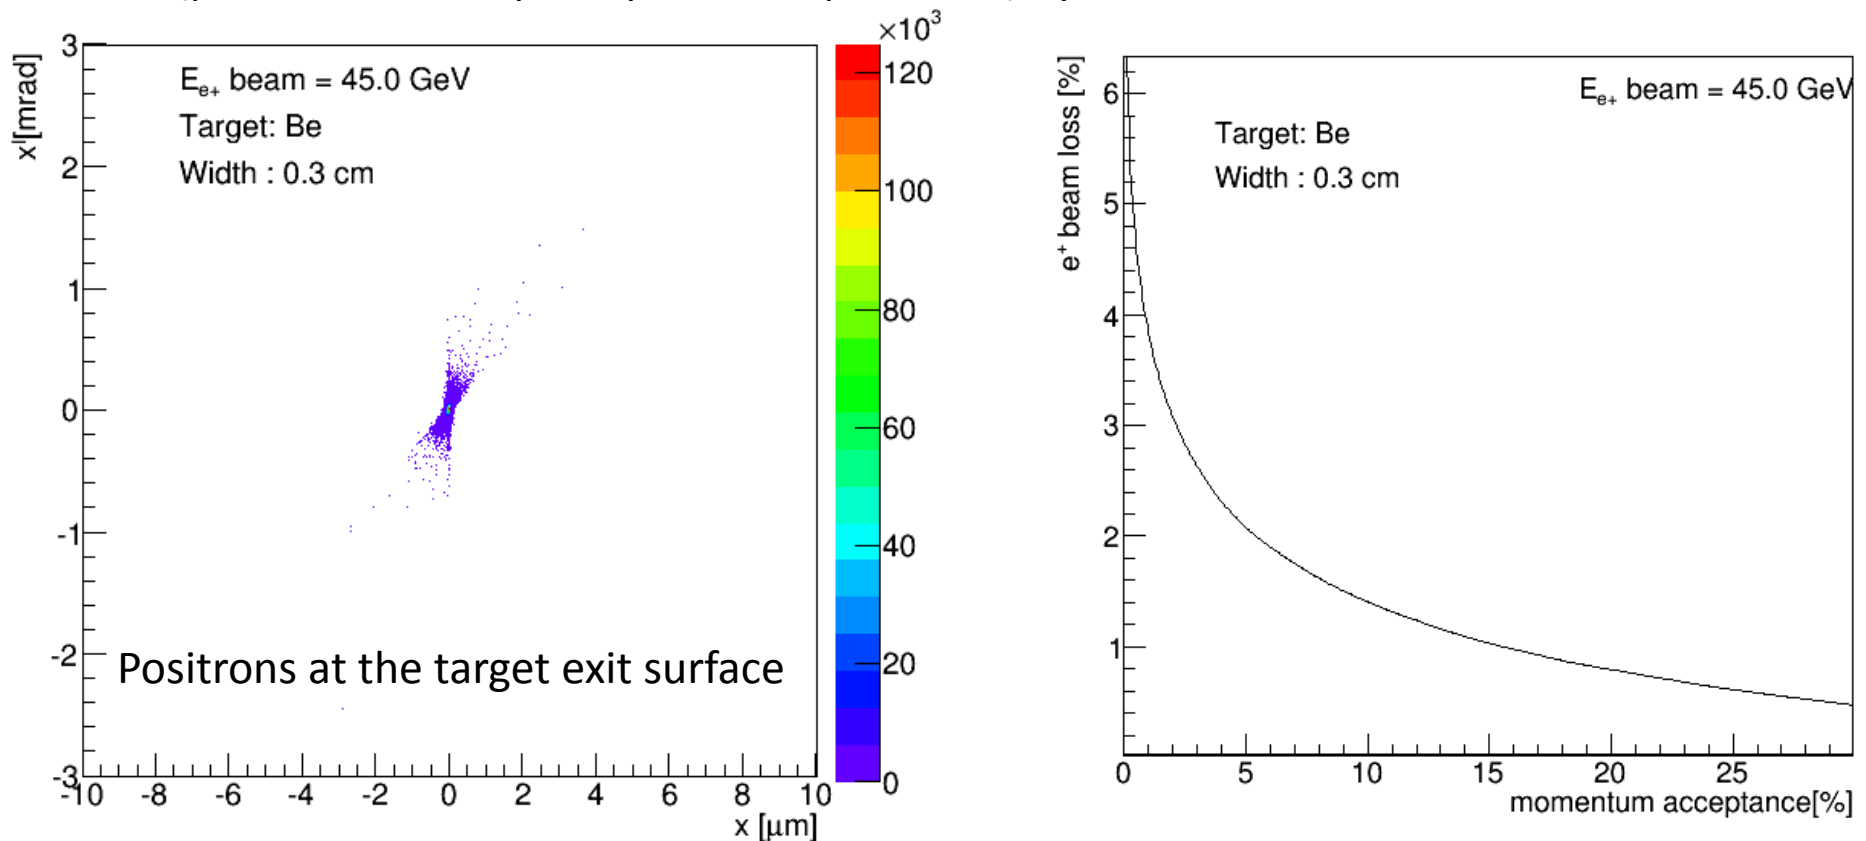 ×10³
3
2
1
0
-1
-2
-3
x'[mrad]
E_e+ beam = 45.0 GeV
Target: Be
Width : 0.3 cm
Positrons at the target exit surface
-10 -8 -6 -4 -2 0 2 4 6 8 10
x [μm]
120
100
80
60
40
20
0
e⁺ beam loss [%]
6
5
4
3
2
1
E_e+ beam = 45.0 GeV
Target: Be
Width : 0.3 cm
0 5 10 15 20 25
momentum acceptance[%]